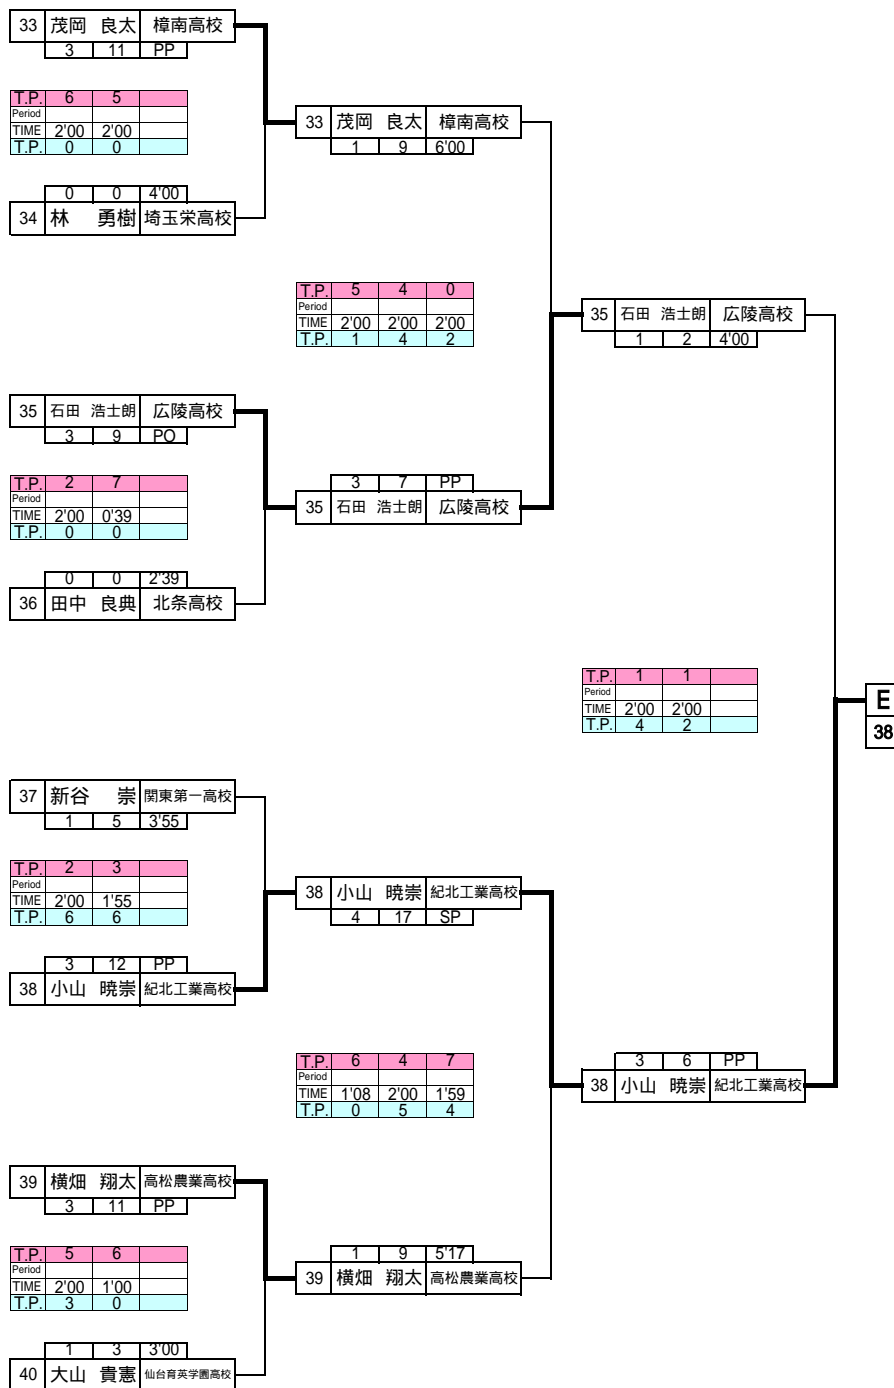 33 茂岡 良太 樟南高校
3 11 PP
T.P. 6 5
Period
TIME 2'00 2'00
T.P. 0 0
0 0 4'00
34 林 勇樹 埼玉栄高校
33 茂岡 良太 樟南高校
1 9 6'00
T.P. 5 4 0
Period
TIME 2'00 2'00 2'00
T.P. 1 4 2
35 石田 浩士朗 広陵高校
1 2 4'00
35 石田 浩士朗 広陵高校
3 9 PO
T.P. 2 7
Period
TIME 2'00 0'39
T.P. 0 0
3 7 PP
35 石田 浩士朗 広陵高校
0 0 2'39
36 田中 良典 北条高校
T.P. 1 1
Period
TIME 2'00 2'00
T.P. 4 2
E
38
37 新谷 崇 関東第一高校
1 5 3'55
T.P. 2 3
Period
TIME 2'00 1'55
T.P. 6 6
38 小山 暁崇 紀北工業高校
4 17 SP
3 12 PP
38 小山 暁崇 紀北工業高校
T.P. 6 4 7
Period
TIME 1'08 2'00 1'59
T.P. 0 5 4
3 6 PP
38 小山 暁崇 紀北工業高校
39 横畑 翔太 高松農業高校
3 11 PP
T.P. 5 6
Period
TIME 2'00 1'00
T.P. 3 0
1 9 5'17
39 横畑 翔太 高松農業高校
1 3 3'00
40 大山 貴憲 仙台育英学園高校